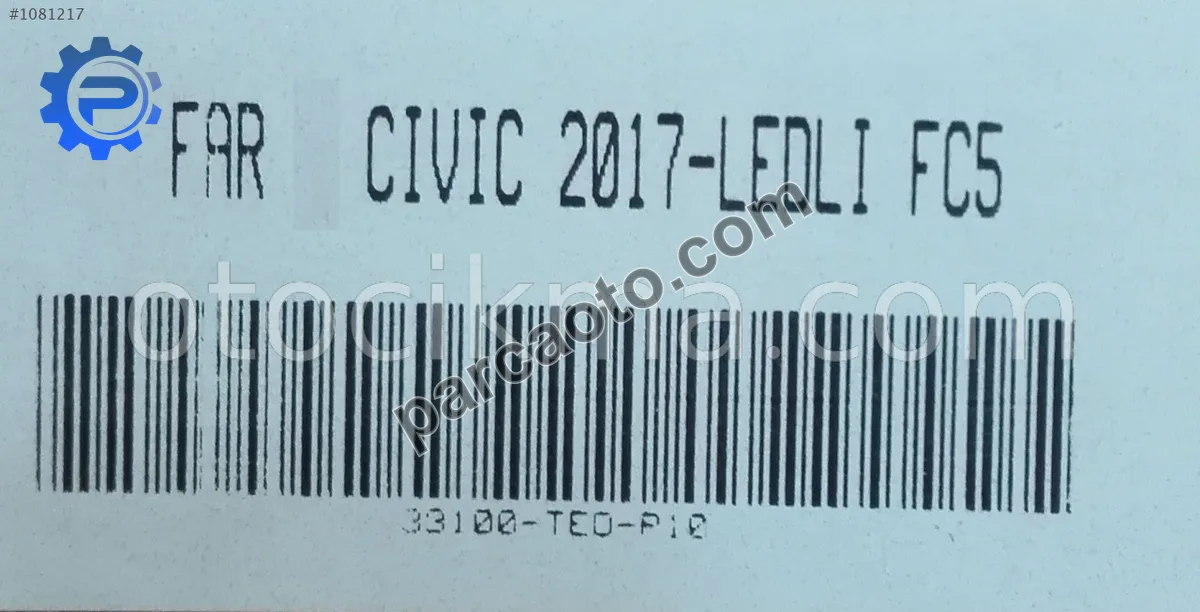 #1081217
P
FAR CIVIC 2017-LEDLI FC5
otocikma.com
parcaoto.com
33100-TEO-P10